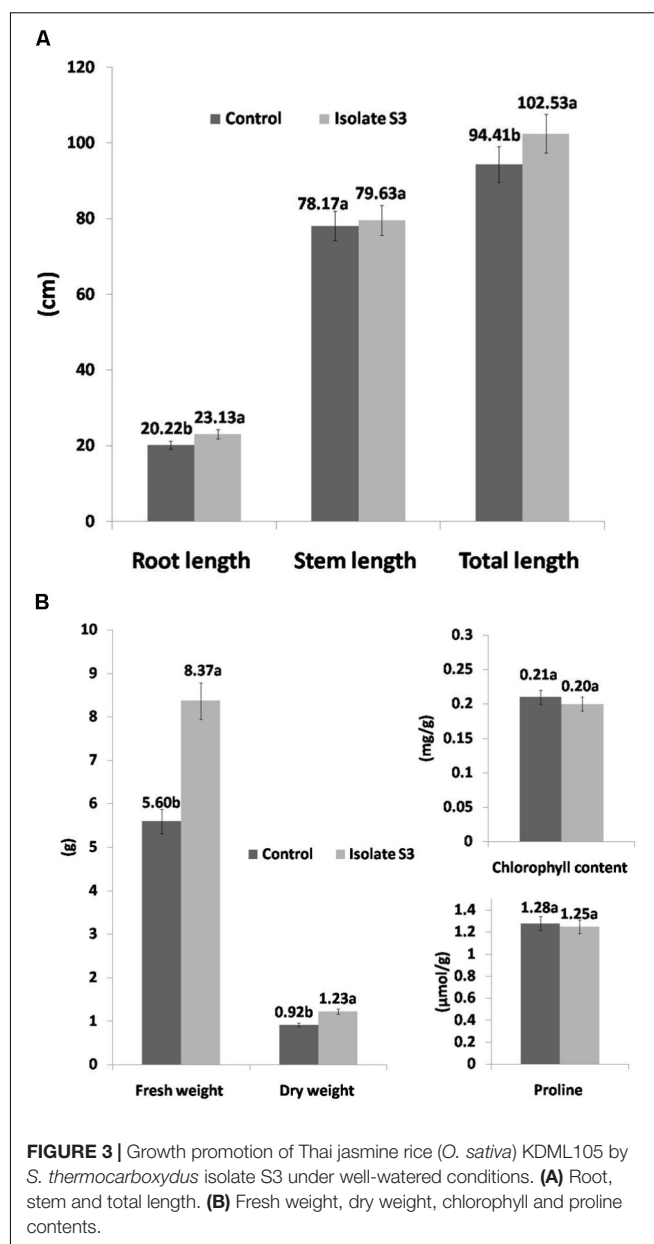 A
120
100
80
60
40
20
0
(cm)
Control
Isolate S3
20.22b
23.13a
78.17a
79.63a
94.41b
102.53a
Root length
Stem length
Total length
B
10
9
8
7
6
5
4
3
2
1
0
(g)
5.60b
8.37a
0.92b
1.23a
Control
Isolate S3
Fresh weight
Dry weight
0.3
0.25
0.2
0.15
0.1
0.05
0
(mg/g)
0.21a
0.20a
Chlorophyll content
1.4
1.2
1
0.8
0.6
0.4
0.2
0
(µmol/g)
1.28a
1.25a
Proline
FIGURE 3 | Growth promotion of Thai jasmine rice (O. sativa) KDML105 by
S. thermocarboxydus isolate S3 under well-watered conditions. (A) Root,
stem and total length. (B) Fresh weight, dry weight, chlorophyll and proline
contents.